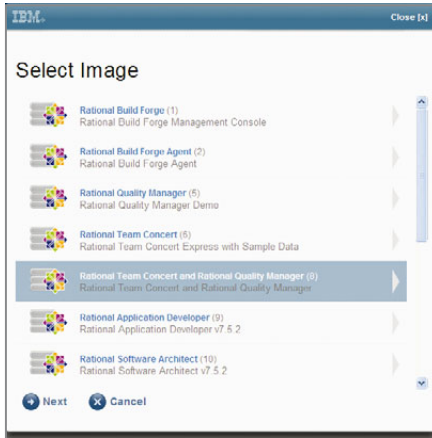 IBM.
Close [x]
Select Image
Rational Build Forge (1)
Rational Build Forge Management Console
Rational Build Forge Agent (2)
Rational Build Forge Agent
Rational Quality Manager (5)
Rational Quality Manager Demo
Rational Team Concert (6)
Rational Team Concert Express with Sample Data
Rational Team Concert and Rational Quality Manager (8)
Rational Team Concert and Rational Quality Manager
Rational Application Developer (9)
Rational Application Developer v7.5.2
Rational Software Architect (10)
Rational Software Architect v7.5.2
Next
Cancel